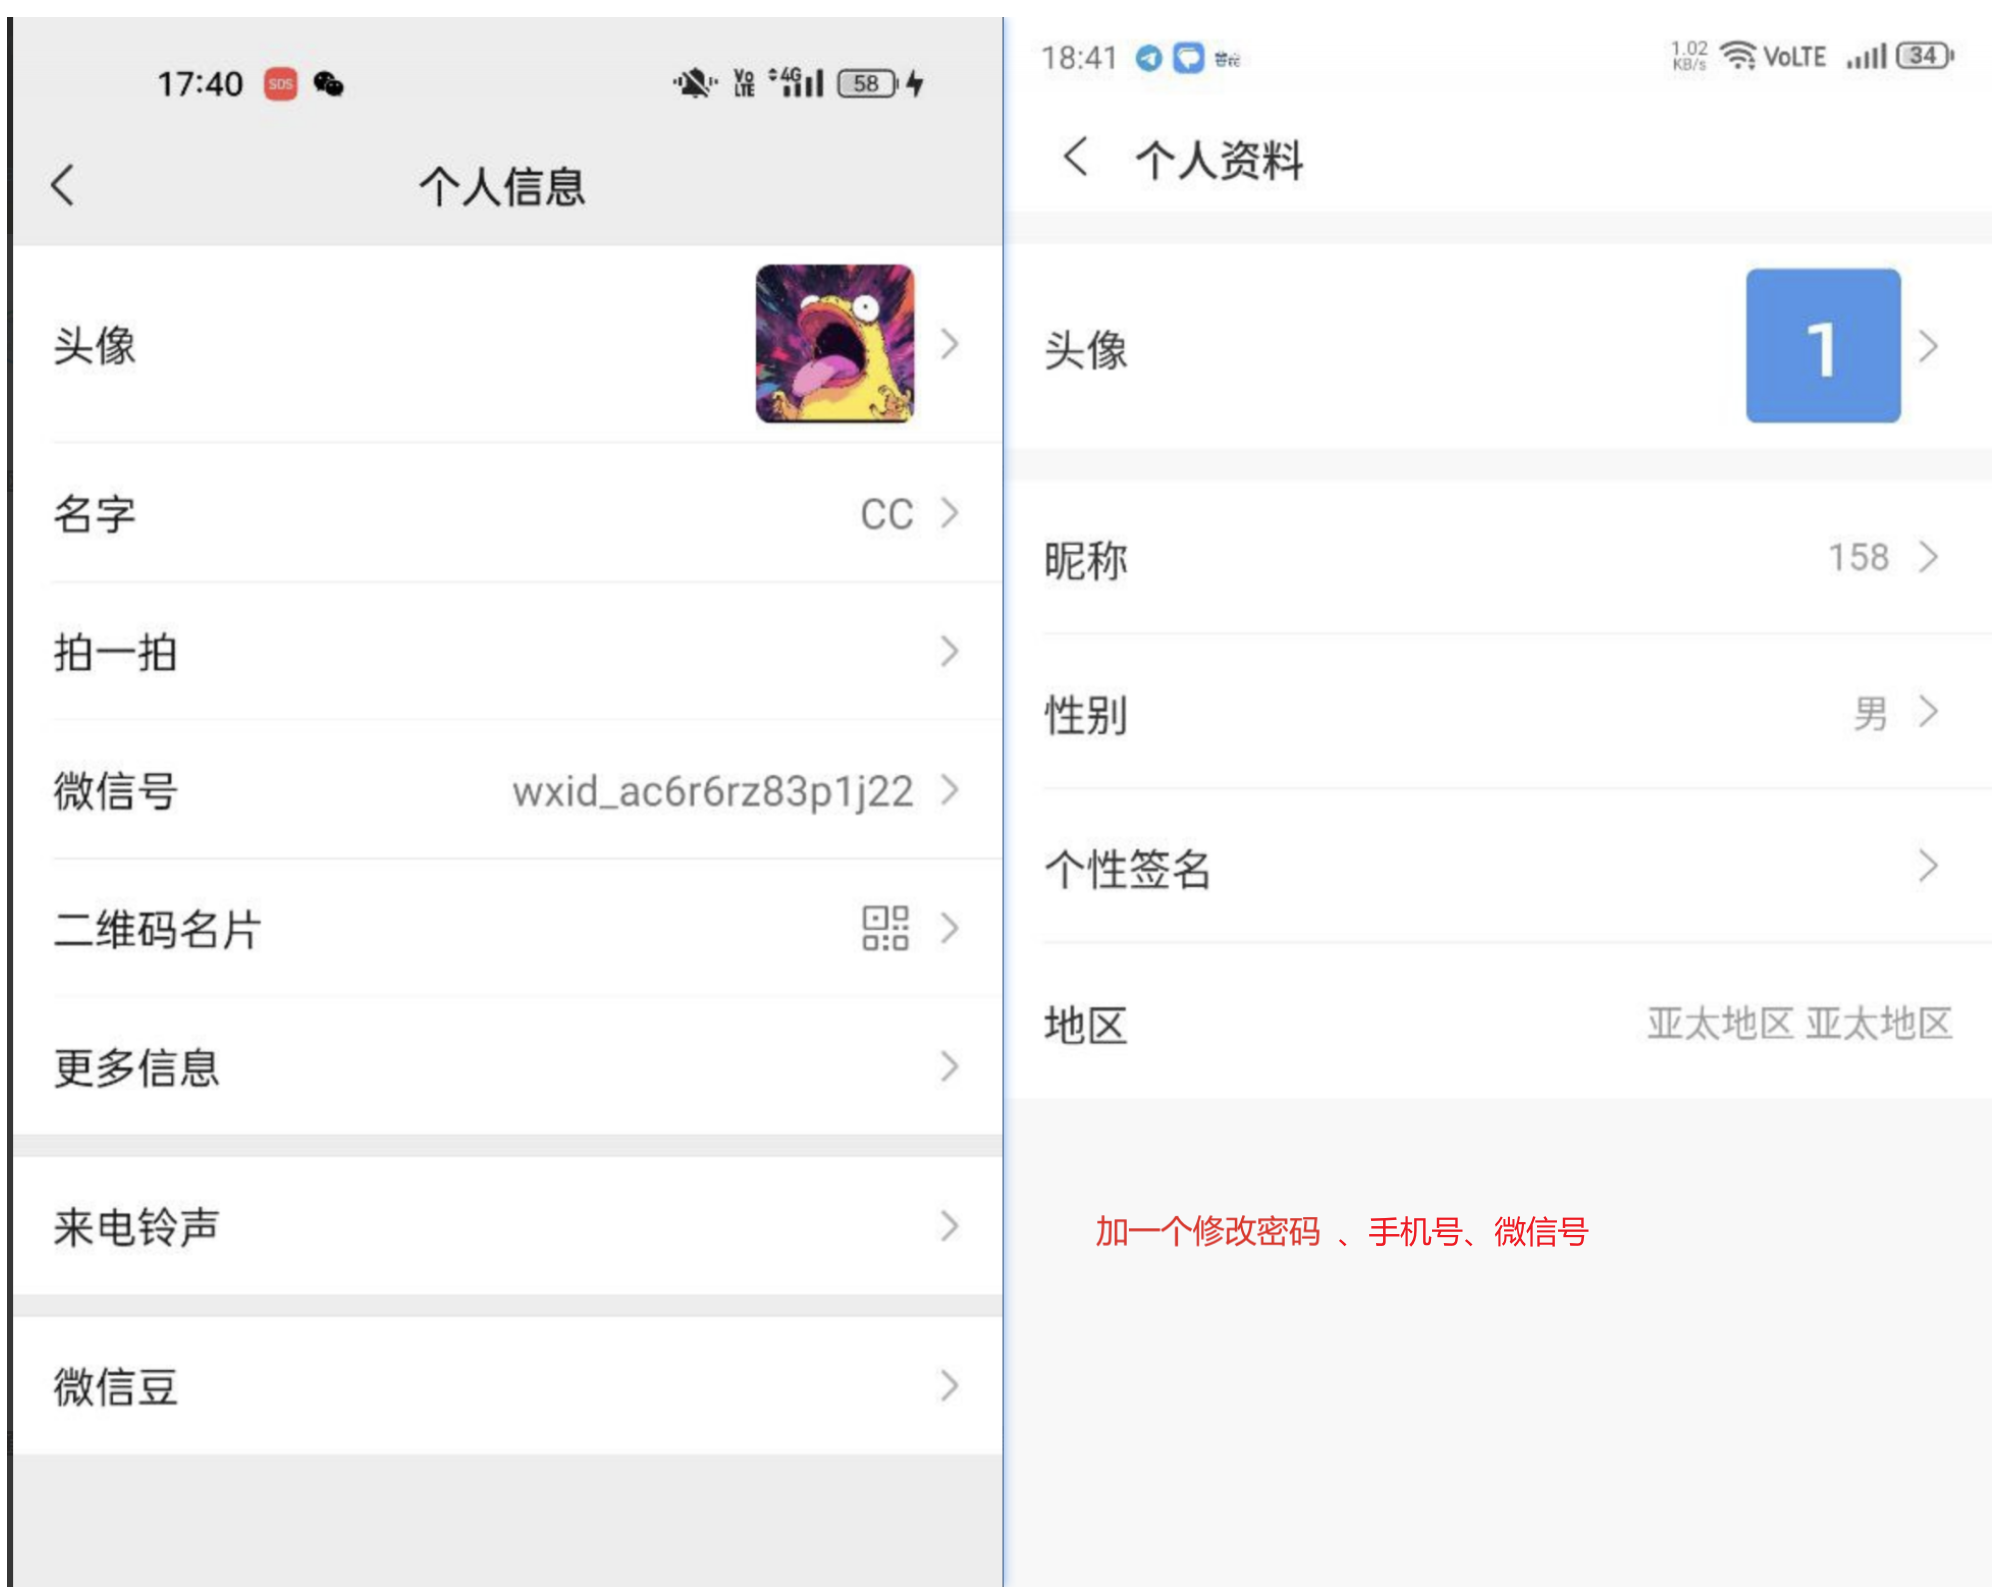 17:40 SOS Vo LTE 4G 58
个人信息
头像
名字 CC
拍一拍
微信号 wxid_ac6r6rz83p1j22
二维码名片
更多信息
来电铃声
微信豆
18:41 1.02 KB/s VoLTE 34
个人资料
头像 1
昵称 158
性别 男
个性签名
地区 亚太地区 亚太地区
加一个修改密码 、手机号、微信号